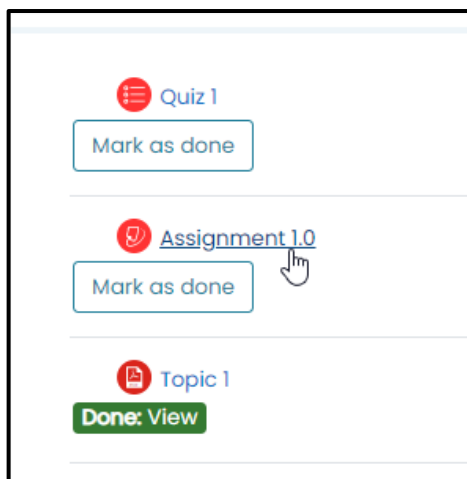 Quiz 1
Mark as done
Assignment 1.0
Mark as done
Topic 1
Done: View